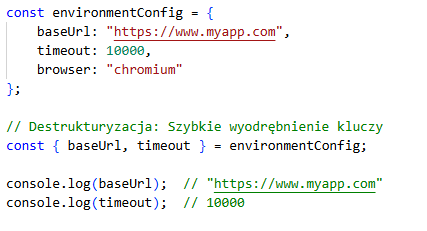 const environmentConfig = {
    baseUrl: "https://www.myapp.com",
    timeout: 10000,
    browser: "chromium"
};

// Destrukturyzacja: Szybkie wyodrębnienie kluczy
const { baseUrl, timeout } = environmentConfig;

console.log(baseUrl);  // "https://www.myapp.com"
console.log(timeout);  // 10000